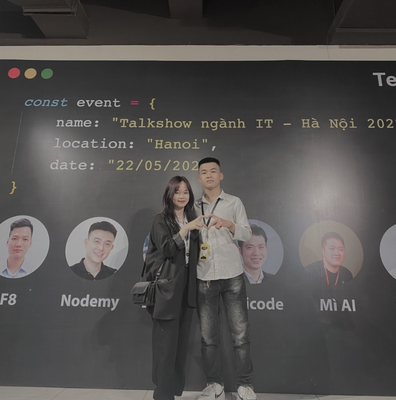 Te
const event = {
name: "Talkshow ngành IT - Hà Nội 202
location: "Hanoi",
date: "22/05/202
}
F8
Nodemy
icode
Mì AI